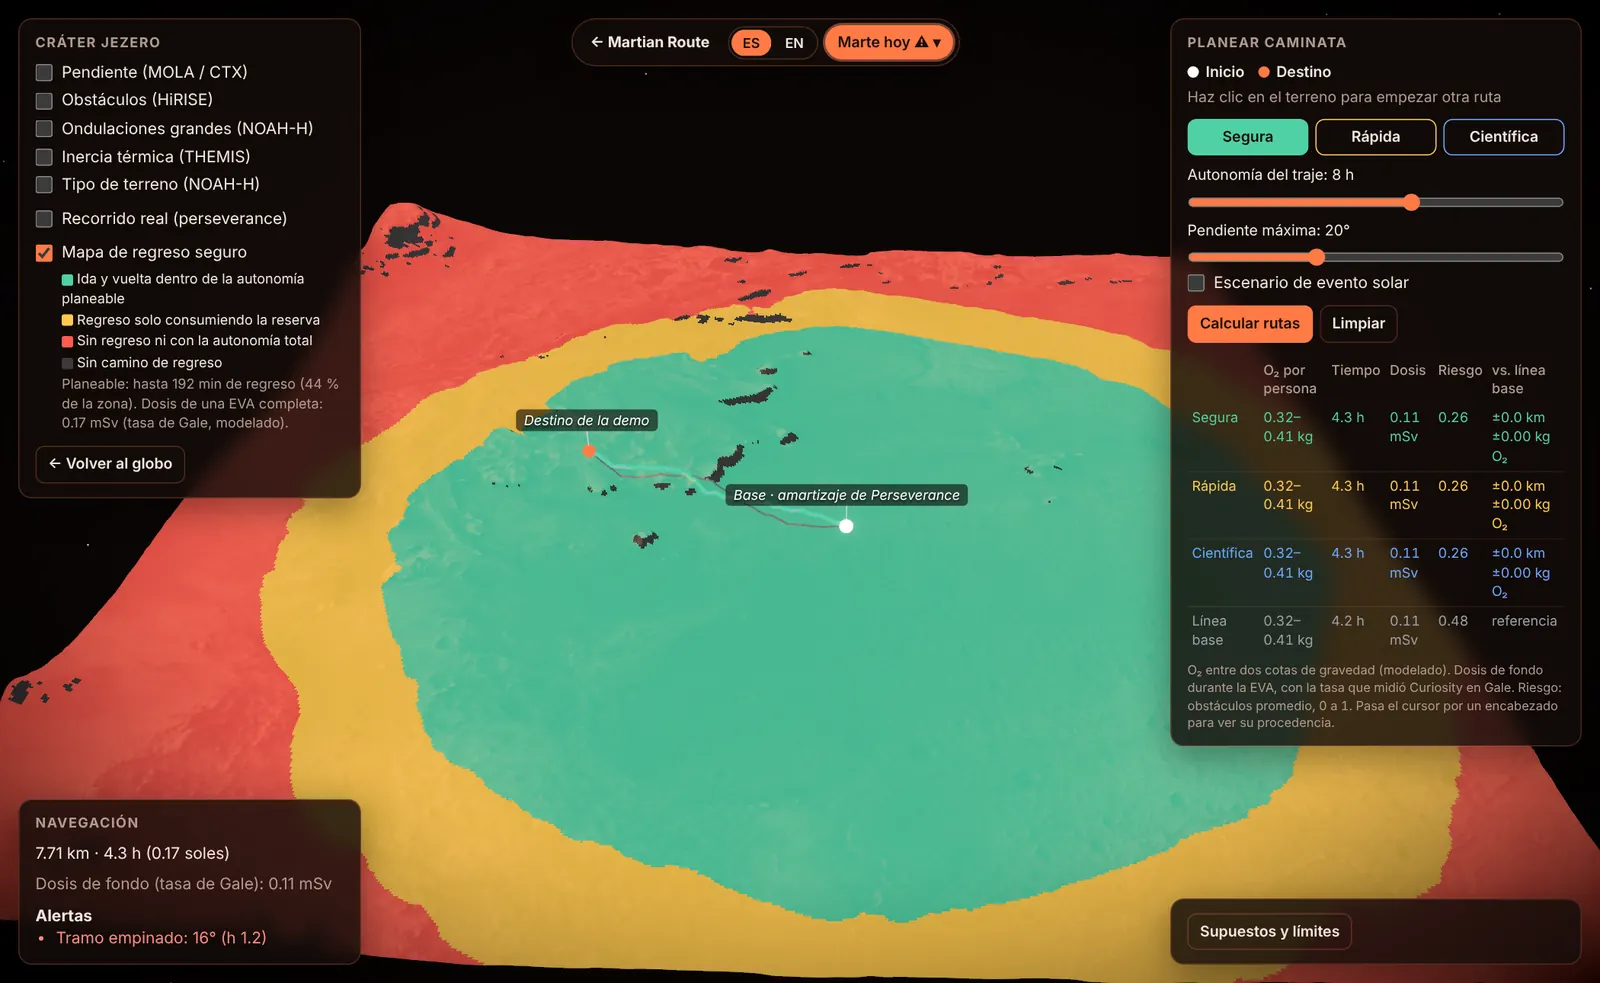 CRÁTER JEZERO
Pendiente (MOLA / CTX)
Obstáculos (HiRISE)
Ondulaciones grandes (NOAH-H)
Inercia térmica (THEMIS)
Tipo de terreno (NOAH-H)
Recorrido real (perseverance)
Mapa de regreso seguro
Ida y vuelta dentro de la autonomía
planeable
Regreso solo consumiendo la reserva
Sin regreso ni con la autonomía total
Sin camino de regreso
Planeable: hasta 192 min de regreso (44 %
de la zona). Dosis de una EVA completa:
0.17 mSv (tasa de Gale, modelado).
← Volver al globo
← Martian Route
ES
EN
Marte hoy ⚠ ▾
Destino de la demo
Base · amartizaje de Perseverance
PLANEAR CAMINATA
Inicio
Destino
Haz clic en el terreno para empezar otra ruta
Segura
Rápida
Científica
Autonomía del traje: 8 h
Pendiente máxima: 20°
Escenario de evento solar
Calcular rutas
Limpiar
O₂ por Tiempo Dosis Riesgo vs. línea
persona base
Segura 0.32– 4.3 h 0.11 0.26 ±0.0 km
0.41 kg mSv ±0.00 kg
O₂
Rápida 0.32– 4.3 h 0.11 0.26 ±0.0 km
0.41 kg mSv ±0.00 kg
O₂
Científica 0.32– 4.3 h 0.11 0.26 ±0.0 km
0.41 kg mSv ±0.00 kg
O₂
Línea 0.32– 4.2 h 0.11 0.48 referencia
base 0.41 kg mSv
O₂ entre dos cotas de gravedad (modelado). Dosis de fondo
durante la EVA, con la tasa que midió Curiosity en Gale. Riesgo:
obstáculos promedio, 0 a 1. Pasa el cursor por un encabezado
para ver su procedencia.
NAVEGACIÓN
7.71 km · 4.3 h (0.17 soles)
Dosis de fondo (tasa de Gale): 0.11 mSv
Alertas
• Tramo empinado: 16° (h 1.2)
Supuestos y límites